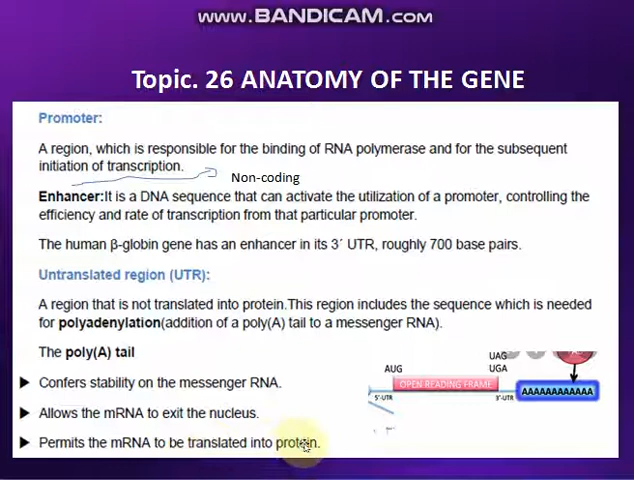 www.BANDICAM.com
Topic. 26 ANATOMY OF THE GENE
Promoter:
A region, which is responsible for the binding of RNA polymerase and for the subsequent
initiation of transcription.
Non-coding
Enhancer:It is a DNA sequence that can activate the utilization of a promoter, controlling the
efficiency and rate of transcription from that particular promoter.
The human β-globin gene has an enhancer in its 3´ UTR, roughly 700 base pairs.
Untranslated region (UTR):
A region that is not translated into protein.This region includes the sequence which is needed
for polyadenylation(addition of a poly(A) tail to a messenger RNA).
The poly(A) tail
Confers stability on the messenger RNA.
Allows the mRNA to exit the nucleus.
Permits the mRNA to be translated into protein.
UAG
AUG UGA
OPEN READING FRAME
AAAAAAAAAAAA
5'-UTR 3'-UTR